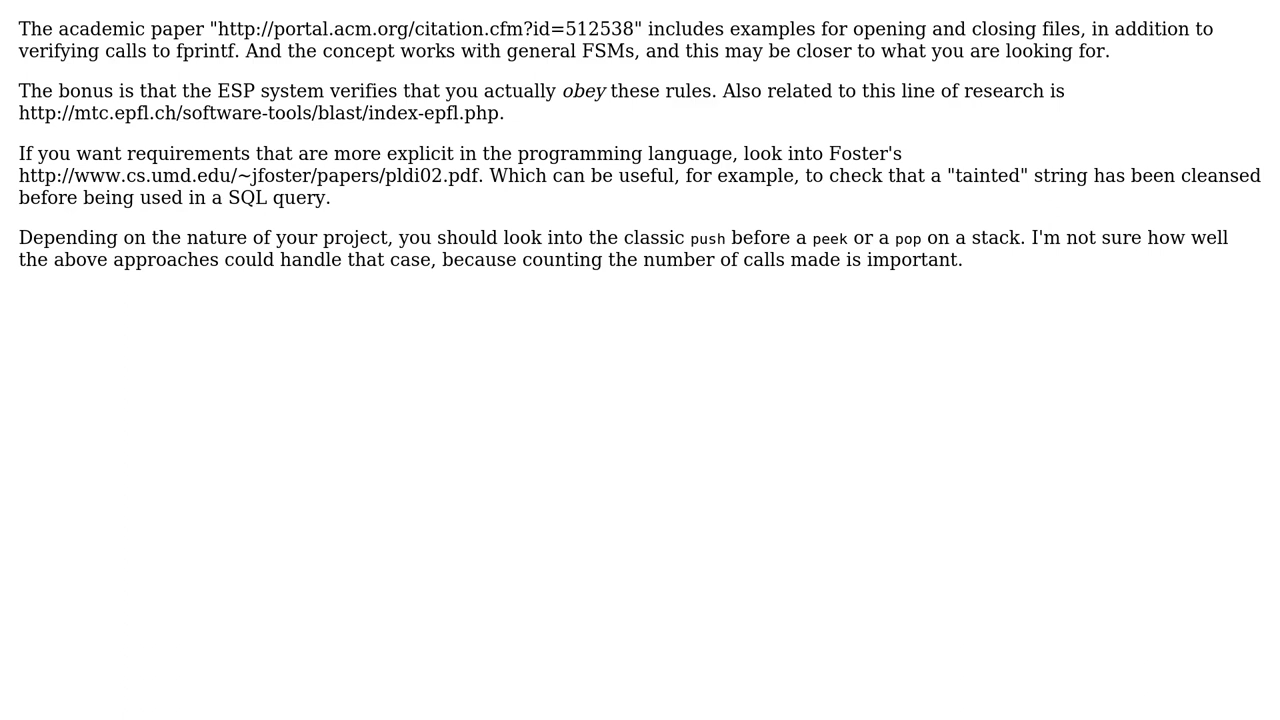 The academic paper "http://portal.acm.org/citation.cfm?id=512538" includes examples for opening and closing files, in addition to
verifying calls to fprintf. And the concept works with general FSMs, and this may be closer to what you are looking for.
The bonus is that the ESP system verifies that you actually obey these rules. Also related to this line of research is
http://mtc.epfl.ch/software-tools/blast/index-epfl.php.
If you want requirements that are more explicit in the programming language, look into Foster's
http://www.cs.umd.edu/~jfoster/papers/pldi02.pdf. Which can be useful, for example, to check that a "tainted" string has been cleansed
before being used in a SQL query.
Depending on the nature of your project, you should look into the classic push before a peek or a pop on a stack. I'm not sure how well
the above approaches could handle that case, because counting the number of calls made is important.